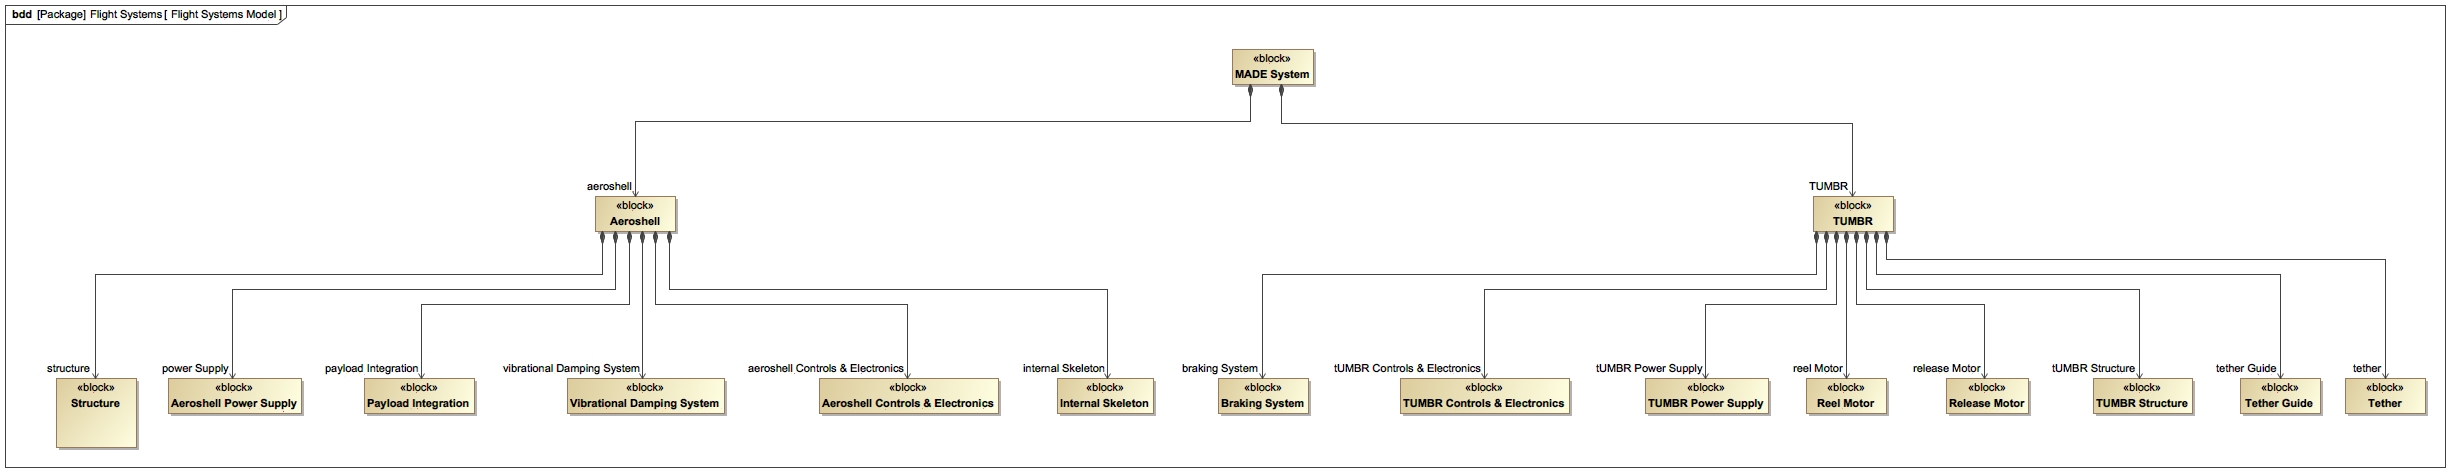 bdd [Package] Flight Systems [ Flight Systems Model ]
«block»
MADE System
aeroshell
«block»
Aeroshell
TUMBR
«block»
TUMBR
structure
«block»
Structure
power Supply
«block»
Aeroshell Power Supply
payload Integration
«block»
Payload Integration
vibrational Damping System
«block»
Vibrational Damping System
aeroshell Controls & Electronics
«block»
Aeroshell Controls & Electronics
internal Skeleton
«block»
Internal Skeleton
braking System
«block»
Braking System
tUMBR Controls & Electronics
«block»
TUMBR Controls & Electronics
tUMBR Power Supply
«block»
TUMBR Power Supply
reel Motor
«block»
Reel Motor
release Motor
«block»
Release Motor
tUMBR Structure
«block»
TUMBR Structure
tether Guide
«block»
Tether Guide
tether
«block»
Tether